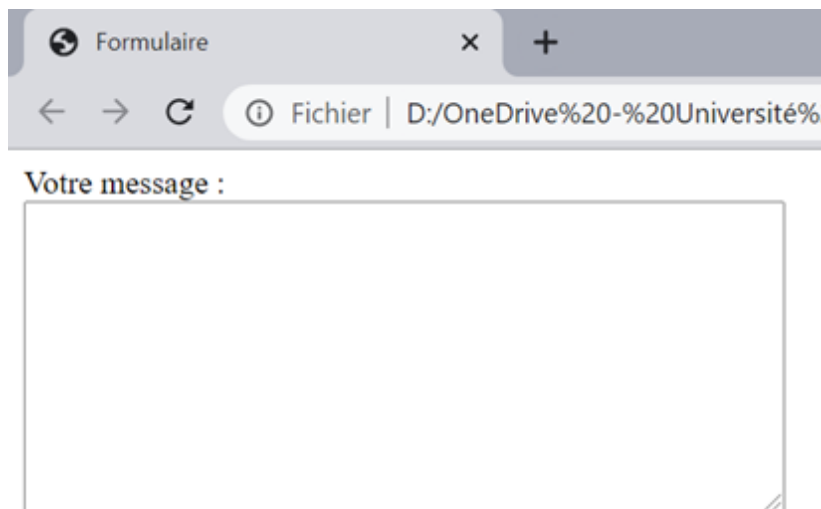 Formulaire
Fichier | D:/OneDrive%20-%20Université%
Votre message :